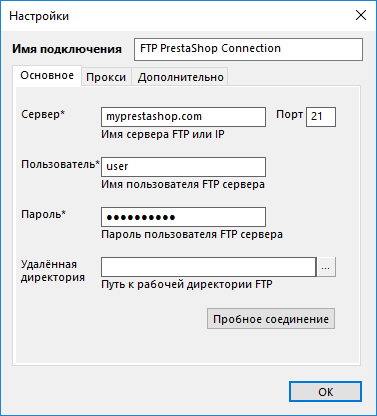 Настройки
Имя подключения FTP PrestaShop Connection
Основное Прокси Дополнительно
Сервер* myprestashop.com Порт 21
Имя сервера FTP или IP
Пользователь* user
Имя пользователя FTP сервера
Пароль* ●●●●●●●●●●
Пароль пользователя FTP сервера
Удалённая
директория ...
Путь к рабочей директории FTP
Пробное соединение
OK